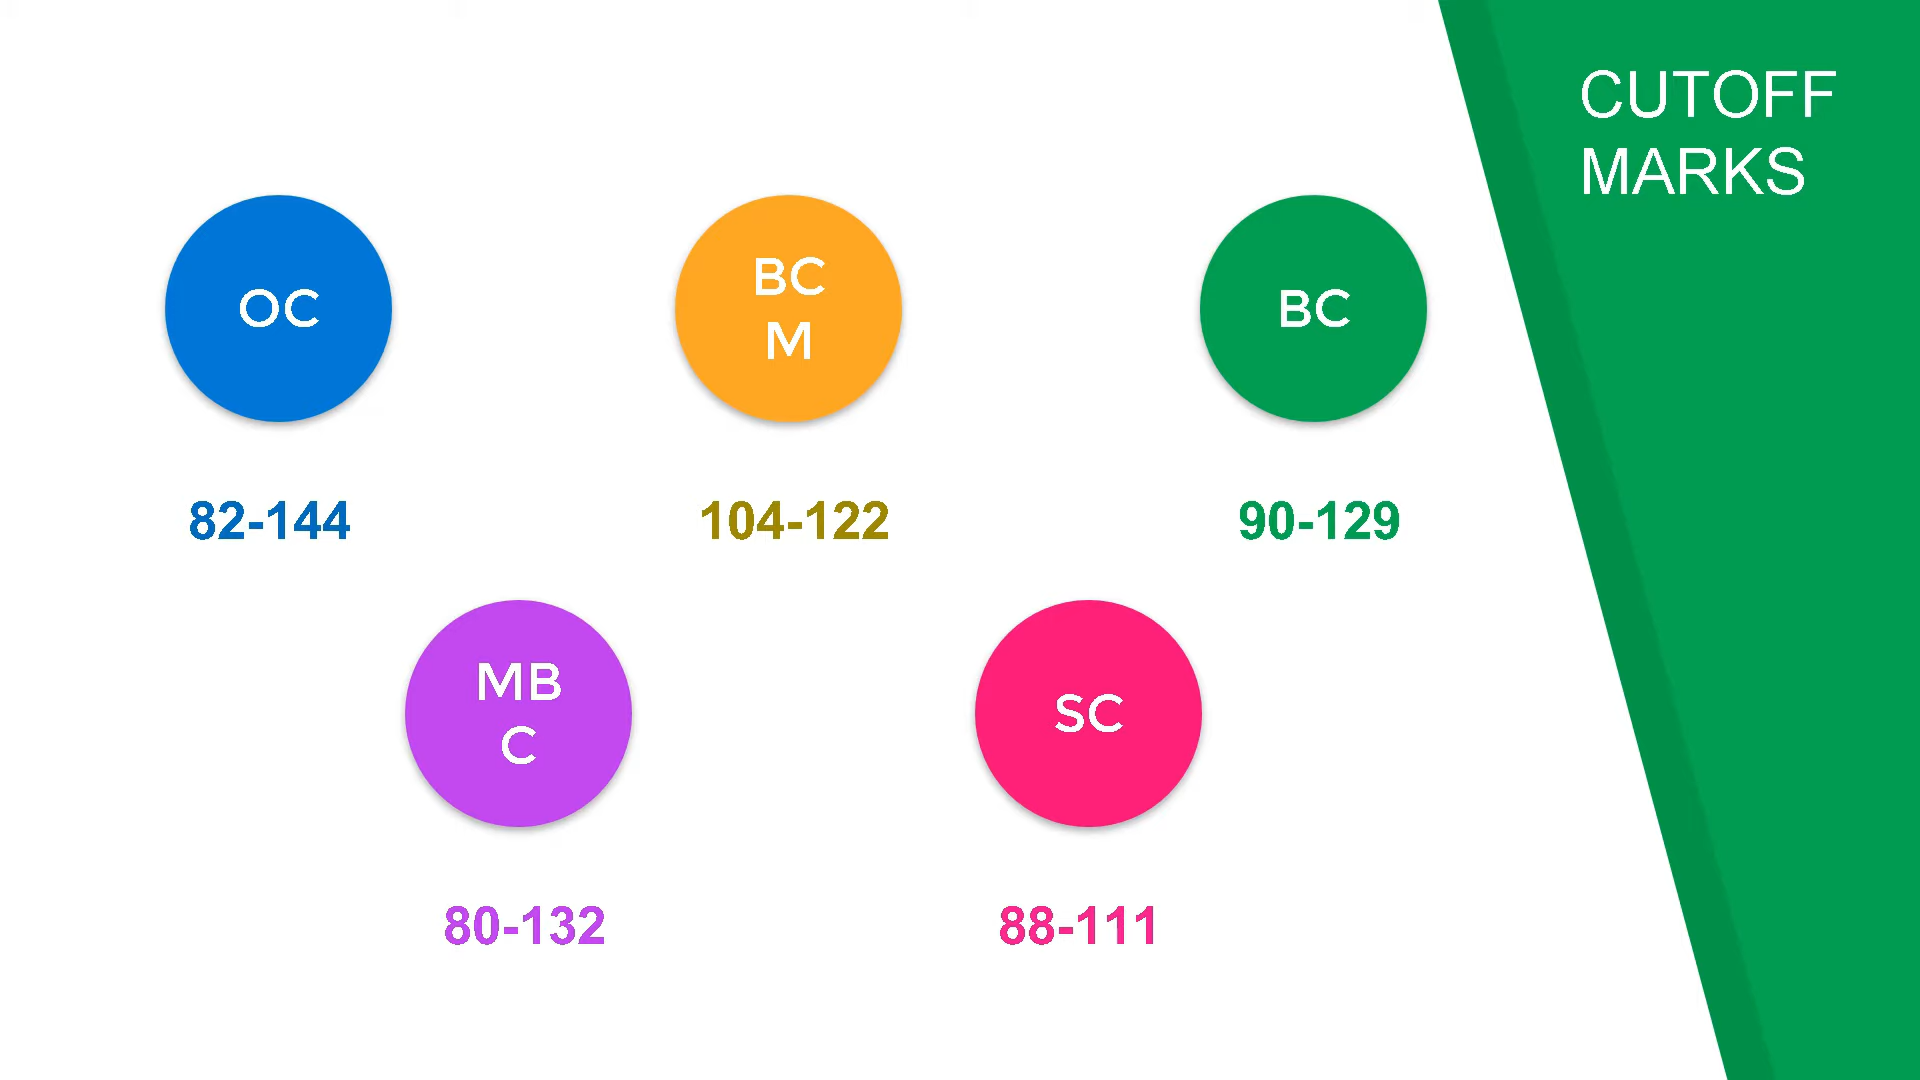 CUTOFF
MARKS
OC
BC
M
BC
82-144
104-122
90-129
MB
C
SC
80-132
88-111